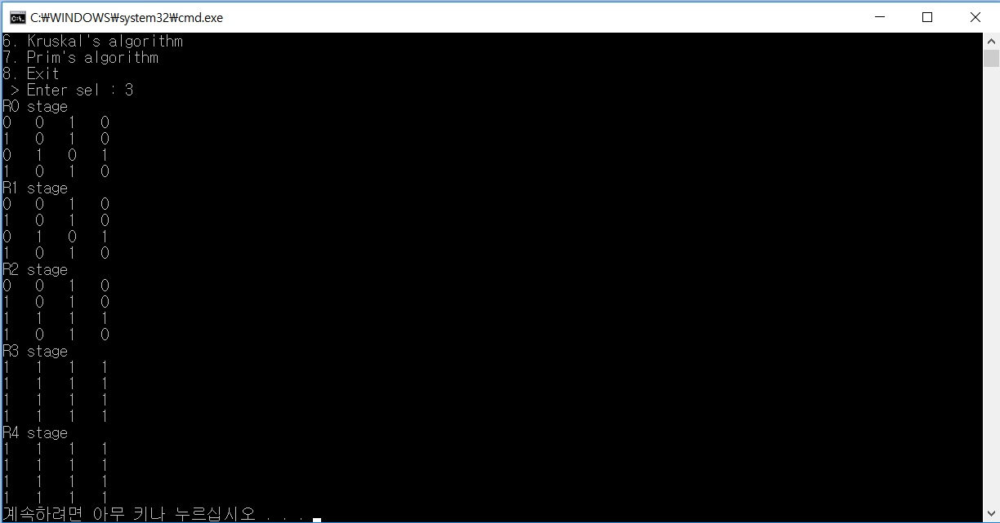 C:₩WINDOWS₩system32₩cmd.exe
6. Kruskal's algorithm
7. Prim's algorithm
8. Exit
 > Enter sel : 3
R0 stage
0   0   1   0
1   0   1   0
0   1   0   1
1   0   1   0
R1 stage
0   0   1   0
1   0   1   0
0   1   0   1
1   0   1   0
R2 stage
0   0   1   0
1   0   1   0
1   1   1   1
1   0   1   0
R3 stage
1   1   1   1
1   1   1   1
1   1   1   1
1   1   1   1
R4 stage
1   1   1   1
1   1   1   1
1   1   1   1
1   1   1   1
계속하려면 아무 키나 누르십시오 . . .